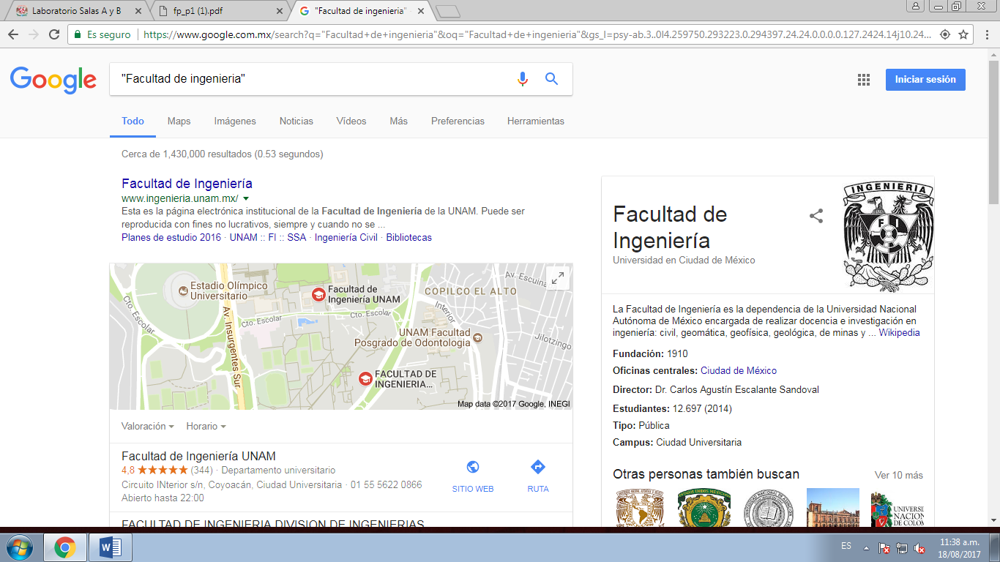 Laboratorio Salas A y B
fp_p1 (1).pdf
"Facultad de ingenieria" -
Es seguro
https://www.google.com.mx/search?q="Facultad+de+ingenieria"&oq="Facultad+de+ingenieria"&gs_l=psy-ab.3..0l4.259750.293223.0.294397.24.24.0.0.0.0.127.2424.14j10.24...
Google
"Facultad de ingenieria"
Iniciar sesión
Todo Maps Imágenes Noticias Vídeos Más Preferencias Herramientas
Cerca de 1,430,000 resultados (0.53 segundos)
Facultad de Ingeniería
www.ingenieria.unam.mx/
Esta es la página electrónica institucional de la Facultad de Ingeniería de la UNAM. Puede ser
reproducida con fines no lucrativos, siempre y cuando no se ...
Planes de estudio 2016 · UNAM :: FI :: SSA · Ingeniería Civil · Bibliotecas
Estadio Olímpico
Universitario
Facultad de
Ingeniería UNAM
COPILCO EL ALTO
Av. Escuina
Cto. Escolar
Cto. Escolar
Cto. Escolar
Av. Insurgentes Sur
Interior
UNAM Facultad
Posgrado de Odontologia
Jilotzingo
FACULTAD DE
INGENIERIA...
Map data ©2017 Google, INEGI
Valoración Horario
Facultad de Ingeniería UNAM
4,8 (344) · Departamento universitario
Circuito INterior s/n, Coyoacán, Ciudad Universitaria · 01 55 5622 0866
Abierto hasta 22:00
SITIO WEB
RUTA
FACULTAD DE INGENIERIA DIVISION DE INGENIERIAS
INGENIERIA
F I
Facultad de
Ingeniería
Universidad en Ciudad de México
La Facultad de Ingeniería es la dependencia de la Universidad Nacional
Autónoma de México encargada de realizar docencia e investigación en
ingeniería: civil, geomática, geofísica, geológica, de minas y ... Wikipedia
Fundación: 1910
Oficinas centrales: Ciudad de México
Director: Dr. Carlos Agustín Escalante Sandoval
Estudiantes: 12.697 (2014)
Tipo: Pública
Campus: Ciudad Universitaria
Otras personas también buscan
Ver 10 más
UNIVERSI
NACION
DE COLOM
ES
11:38 a.m.
18/08/2017